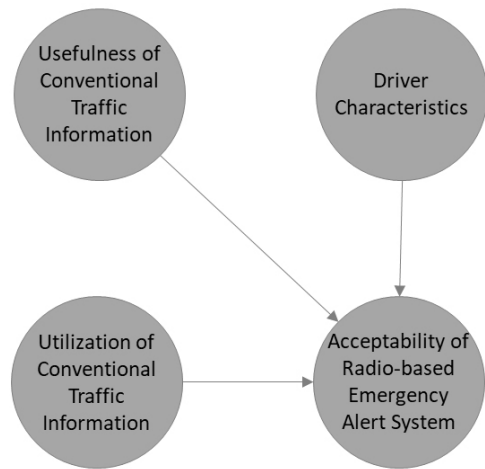 Usefulness of
Conventional
Traffic
Information
Driver
Characteristics
Utilization of
Conventional
Traffic
Information
Acceptability of
Radio-based
Emergency
Alert System